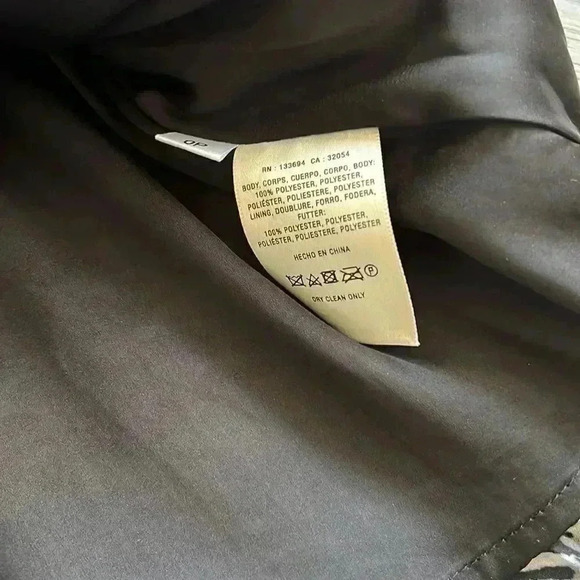 0P
RN : 133694 CA : 32054
BODY, CORPS, CUERPO, CORPO, BODY:
100% POLYESTER, POLYESTER,
POLIÉSTER, POLIESTERE, POLYESTER
LINING, DOUBLURE, FORRO, FODERA,
FUTTER:
100% POLYESTER, POLYESTER,
POLIÉSTER, POLIESTERE, POLYESTER
HECHO EN CHINA
P
DRY CLEAN ONLY